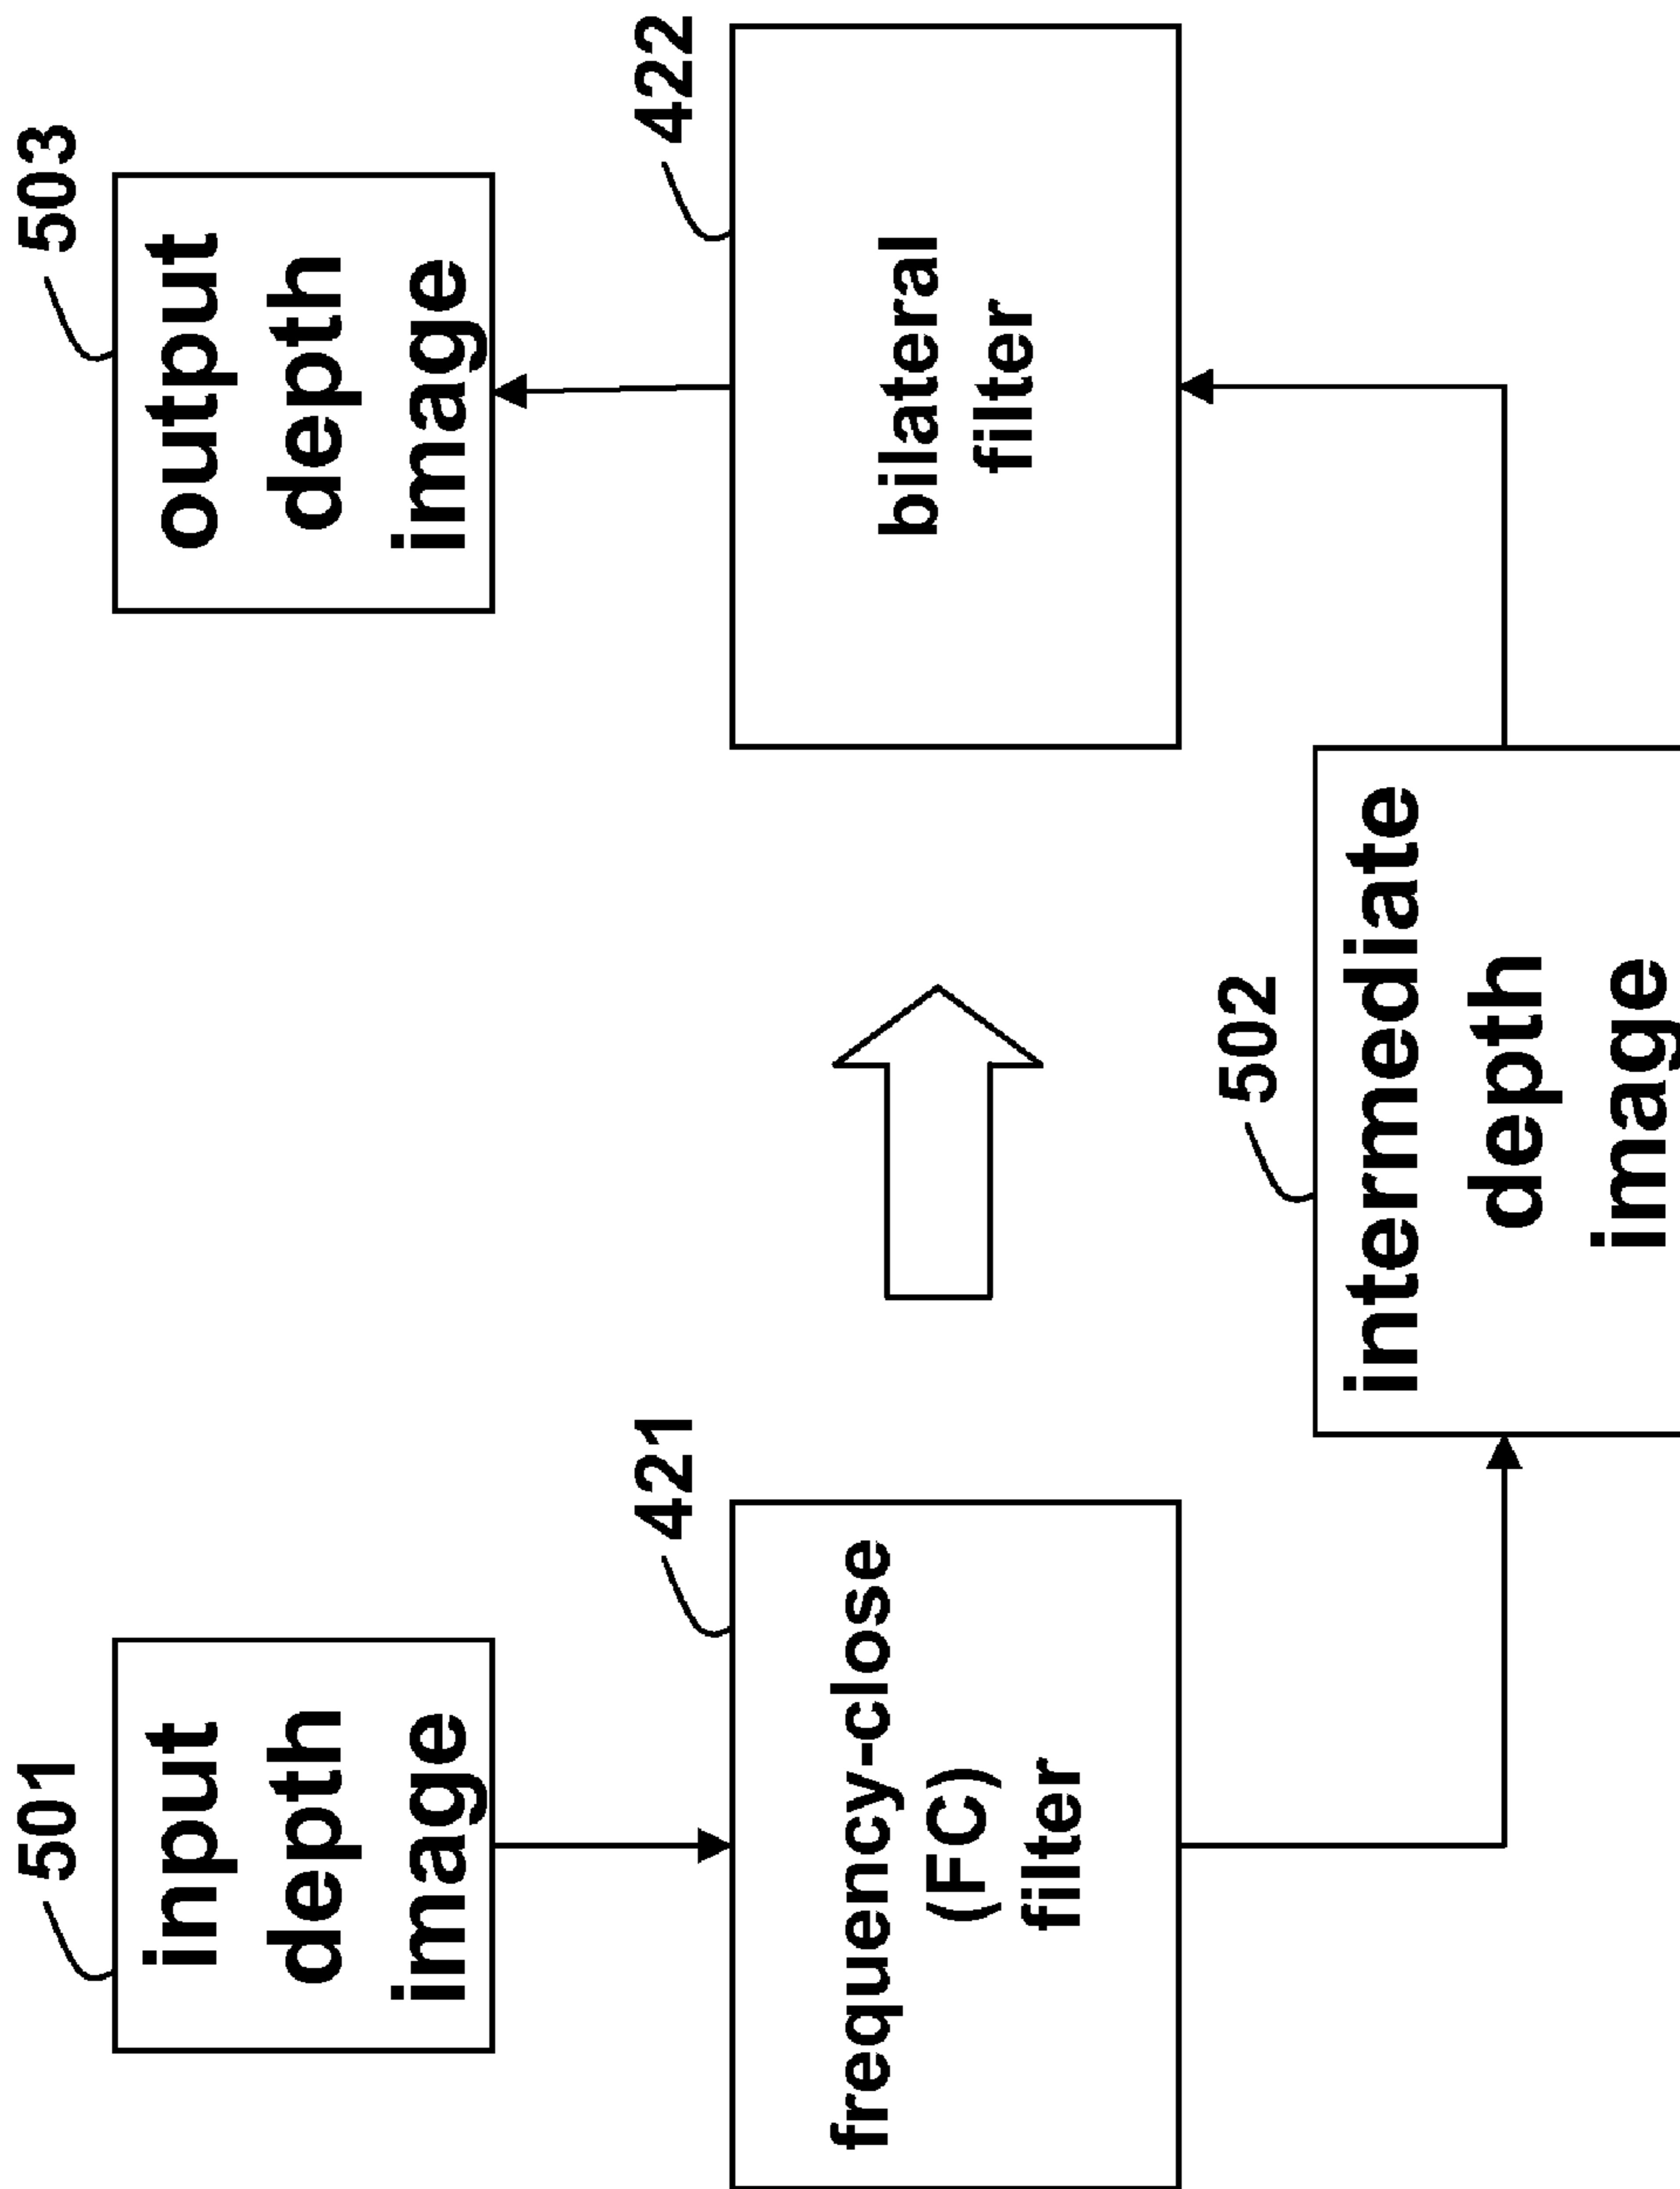 501
input
depth
image
421
frequency-close
(FC)
filter
502
intermediate
depth
image
422
bilateral
filter
503
output
depth
image